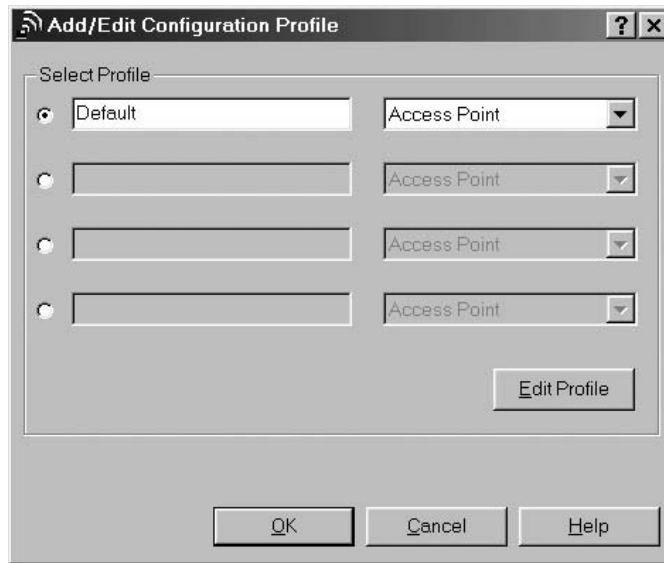 Add/Edit Configuration Profile
Select Profile
Default Access Point
Access Point
Access Point
Access Point
Edit Profile
OK Cancel Help